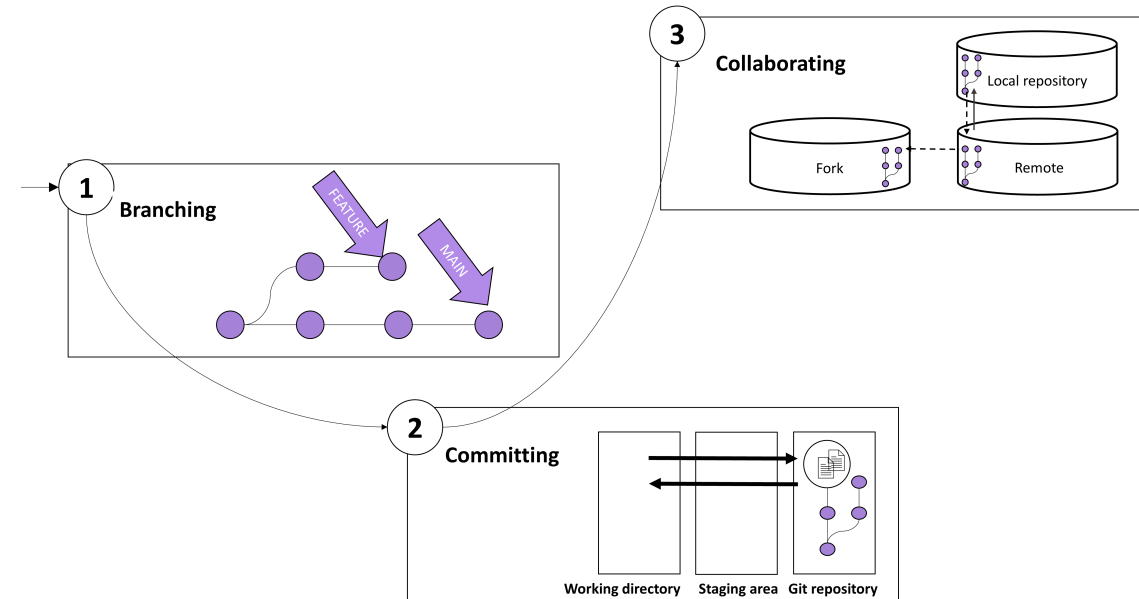 1
Branching
FEATURE
MAIN
2
Committing
Working directory
Staging area
Git repository
3
Collaborating
Local repository
Fork
Remote